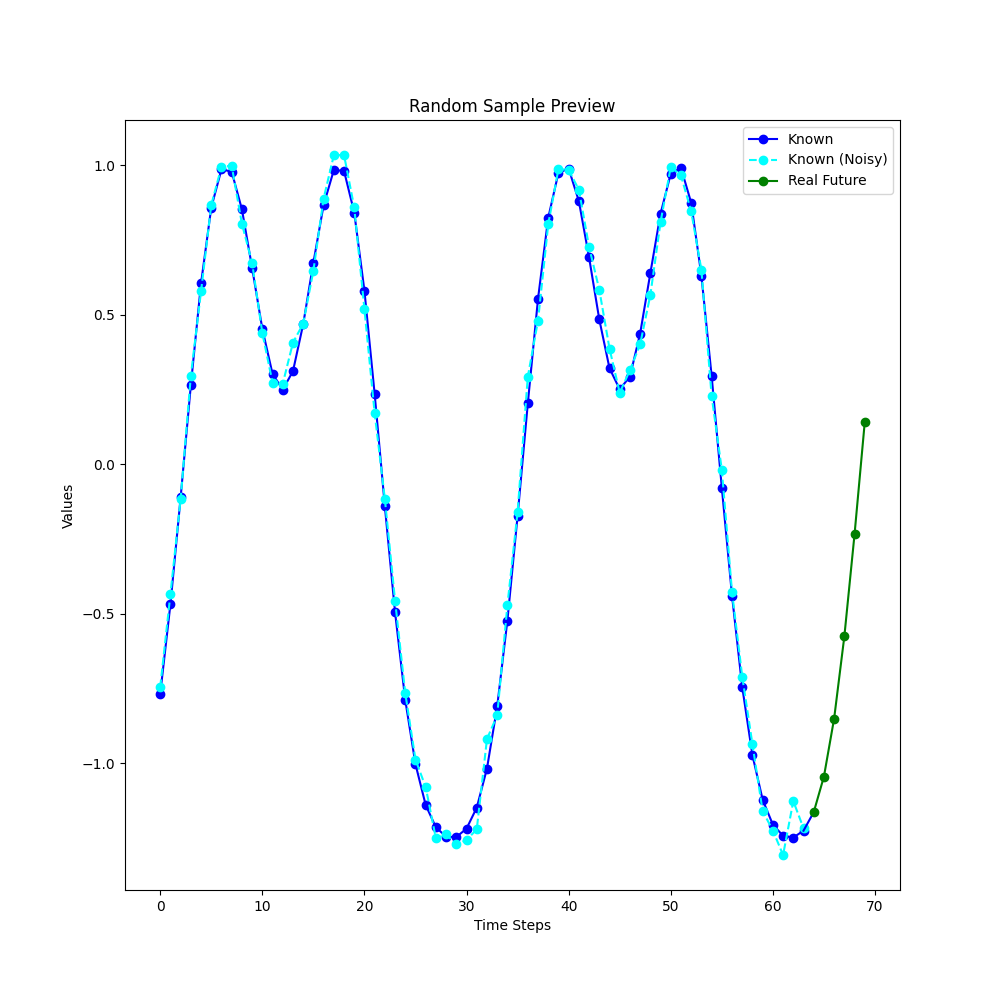 Random Sample Preview
Known
Known (Noisy)
Real Future
1.0
0.5
0.0
−0.5
−1.0
Values
0 10 20 30 40 50 60 70
Time Steps